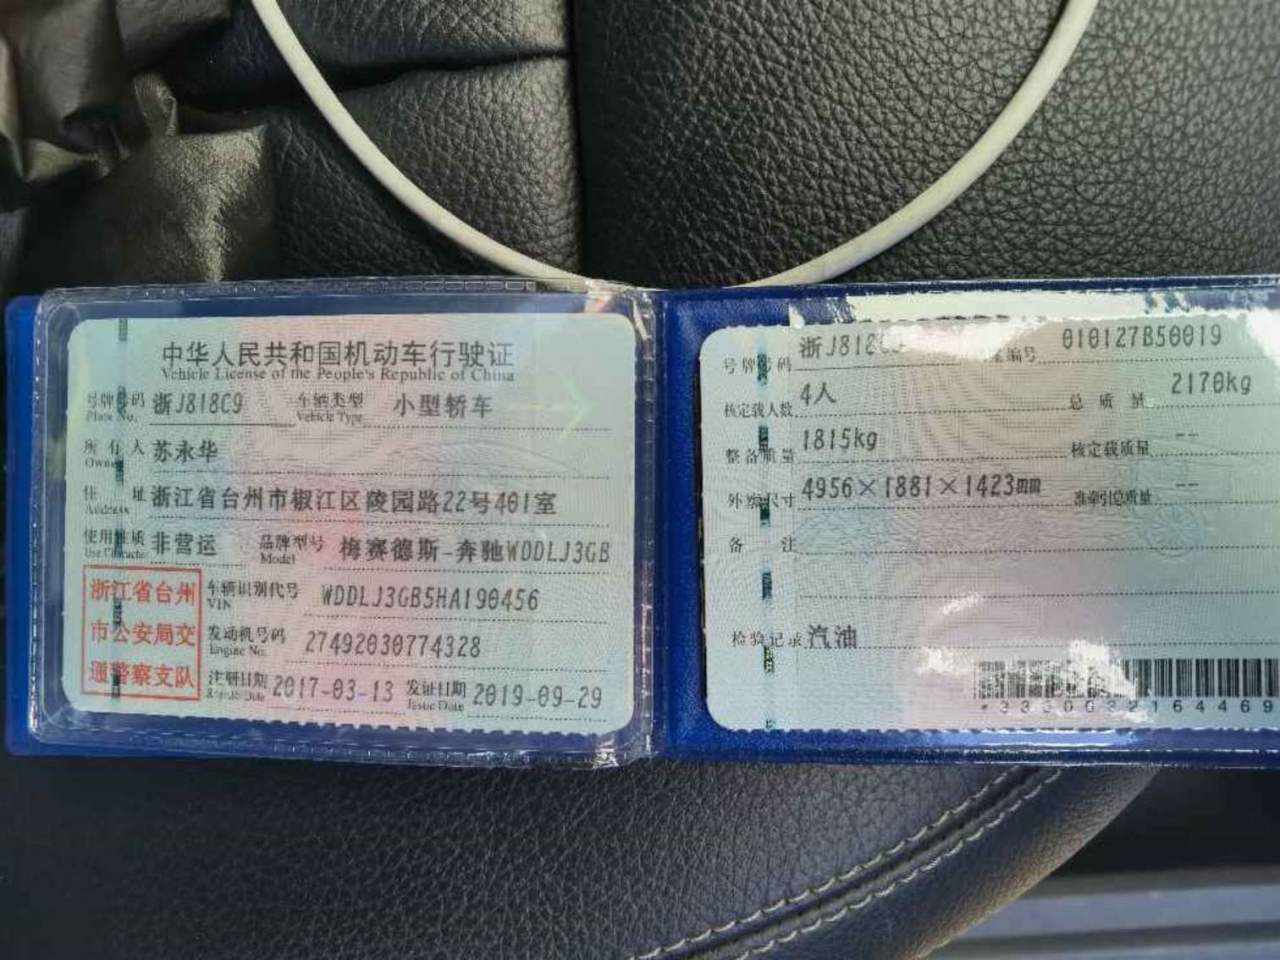 中华人民共和国机动车行驶证
Vehicle License of the People's Republic of China
号牌号码 浙J818C9 车辆类型 小型轿车
Plate No. Vehicle Type
所有人 苏永华
Owner
住址 浙江省台州市椒江区陵园路22号401室
Address
使用性质 非营运 品牌型号 梅赛德斯-奔驰WDDLJ3GB
Use Character Model
浙江省台州
市公安局交
通警察支队
车辆识别代号 WDDLJ3GB5HA190456
VIN
发动机号码 27492030774328
Engine No.
注册日期 2017-03-13 发证日期 2019-09-29
Register Date Issue Date
号牌号码 浙J818 编号 010127850019
核定载人数 4人 总质量 2170kg
整备质量 1815kg 核定载质量 --
外廓尺寸 4956×1881×1423mm 准牵引总质量 --
备注
检验记录 汽油